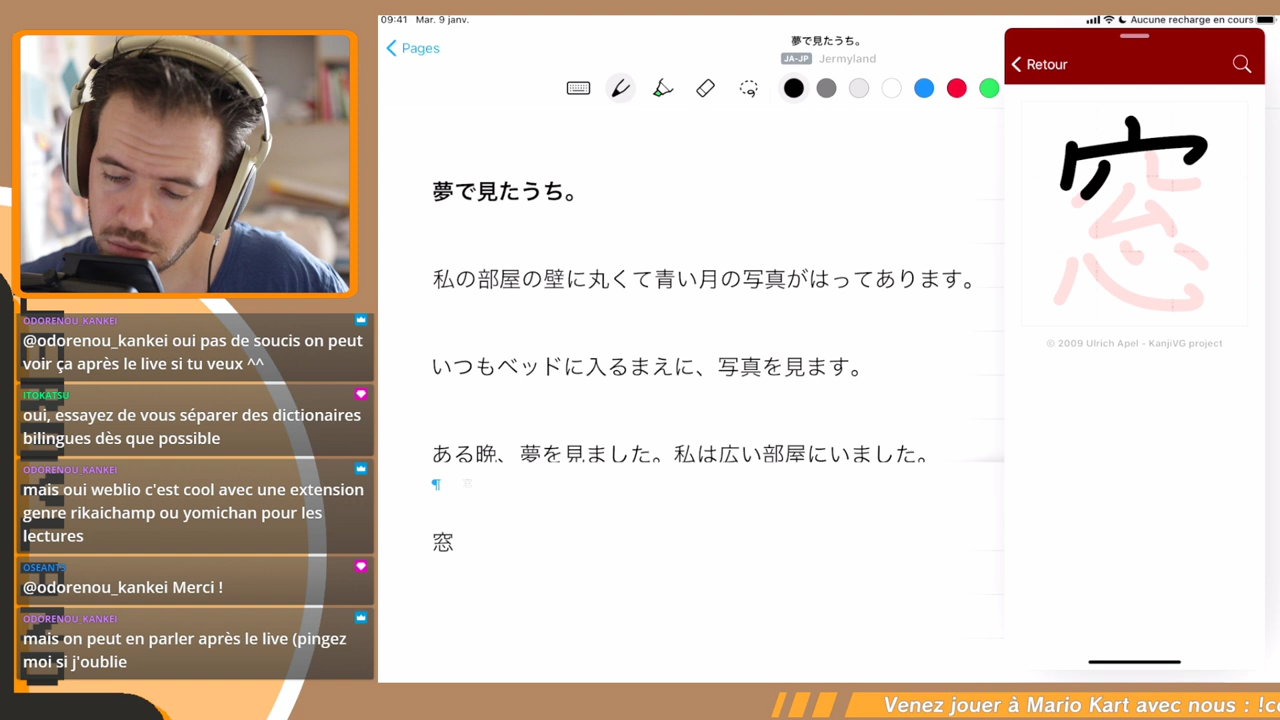 ODORENOU_KANKEI
@odorenou_kankei oui pas de soucis on peut
voir ça après le live si tu veux ^^
ITOKATSU
oui, essayez de vous séparer des dictionaires
bilingues dès que possible
ODORENOU_KANKEI
mais oui weblio c'est cool avec une extension
genre rikaichamp ou yomichan pour les
lectures
@odorenou_kankei Merci !
ODORENOU_KANKEI
mais on peut en parler après le live (pingez
moi si j'oublie
09:41 Mar. 9 janv.
Aucune recharge en cours
Pages
夢で見たうち。
JA-JP Jermyland
夢で見たうち。
私の部屋の壁に丸くて青い月の写真がはってあります。
いつもベッドに入るまえに、写真を見ます。
ある晩、夢を見ました。私は広い部屋にいました。
¶
窓
Retour
窓
© 2009 Ulrich Apel - KanjiVG project
Venez jouer à Mario Kart avec nous : !c